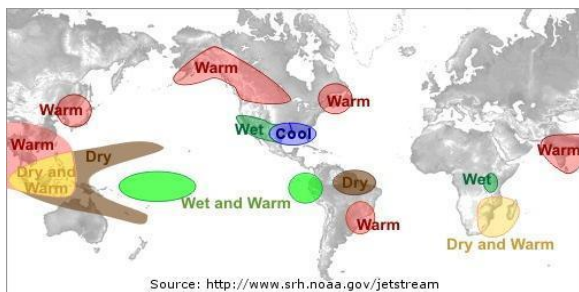 Warm
Warm
Warm
Wet
Cool
Warm
Dry
Warm
Dry and
Warm
Dry
Wet
Wet and Warm
Warm
Dry and Warm
Source: http://www.srh.noaa.gov/jetstream